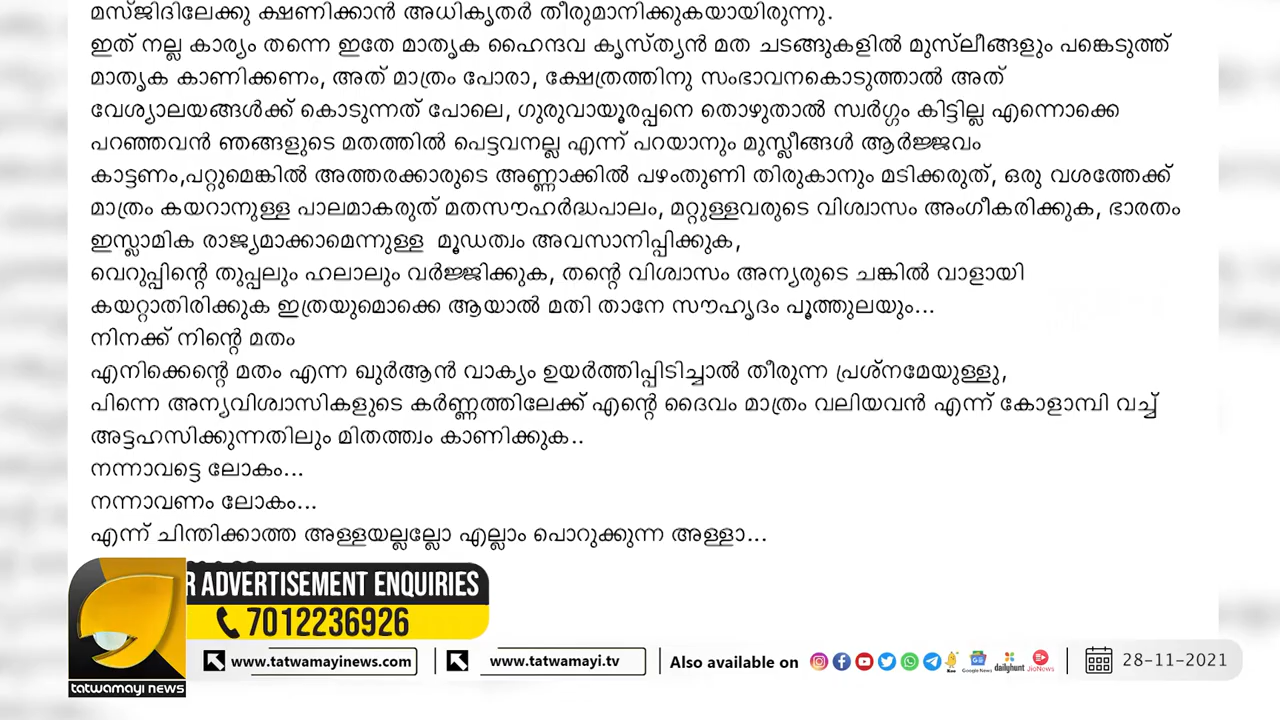 മസ്ജിദിലേക്കു ക്ഷണിക്കാൻ അധികൃതർ തീരുമാനിക്കുകയായിരുന്നു.
ഇത് നല്ല കാര്യം തന്നെ ഇതേ മാതൃക ഹൈന്ദവ കൃസ്ത്യൻ മത ചടങ്ങുകളിൽ മുസ്‌ലീങ്ങളും പങ്കെടുത്ത്
മാതൃക കാണിക്കണം, അത് മാത്രം പോരാ, ക്ഷേത്രത്തിനു സംഭാവനകൊടുത്താൽ അത്
വേശ്യാലയങ്ങൾക്ക് കൊടുന്നത് പോലെ, ഗുരുവായൂരപ്പനെ തൊഴുതാൽ സ്വർഗ്ഗം കിട്ടില്ല എന്നൊക്കെ
പറഞ്ഞവൻ ഞങ്ങളുടെ മതത്തിൽ പെട്ടവനല്ല എന്ന് പറയാനും മുസ്ലീങ്ങൾ ആർജ്ജവം
കാട്ടണം,പറ്റുമെങ്കിൽ അത്തരക്കാരുടെ അണ്ണാക്കിൽ പഴംതുണി തിരുകാനും മടിക്കരുത്, ഒരു വശത്തേക്ക്
മാത്രം കയറാനുള്ള പാലമാകരുത് മതസൗഹർദ്ധപാലം, മറ്റുള്ളവരുടെ വിശ്വാസം അംഗീകരിക്കുക, ഭാരതം
ഇസ്ലാമിക രാജ്യമാക്കാമെന്നുള്ള മൂഡത്വം അവസാനിപ്പിക്കുക,
വെറുപ്പിന്റെ തുപ്പലും ഹലാലും വർജ്ജിക്കുക, തന്റെ വിശ്വാസം അന്യരുടെ ചങ്കിൽ വാളായി
കയറ്റാതിരിക്കുക ഇത്രയുമൊക്കെ ആയാൽ മതി താനേ സൗഹൃദം പൂത്തുലയും...
നിനക്ക് നിന്റെ മതം
എനിക്കെന്റെ മതം എന്ന ഖുർആൻ വാക്യം ഉയർത്തിപ്പിടിച്ചാൽ തീരുന്ന പ്രശ്നമേയുള്ളു,
പിന്നെ അന്യവിശ്വാസികളുടെ കർണ്ണത്തിലേക്ക് എന്റെ ദൈവം മാത്രം വലിയവൻ എന്ന് കോളാമ്പി വച്ച്
അട്ടഹസിക്കുന്നതിലും മിതത്ത്വം കാണിക്കുക..
നന്നാവട്ടെ ലോകം...
നന്നാവണം ലോകം...
എന്ന് ചിന്തിക്കാത്ത അള്ളയല്ലല്ലോ എല്ലാം പൊറുക്കുന്ന അള്ളാ...
R ADVERTISEMENT ENQUIRIES
7012236926
tatwamayi news
www.tatwamayinews.com
www.tatwamayi.tv
Also available on
Google News
dailyhunt
JioNews
28-11-2021